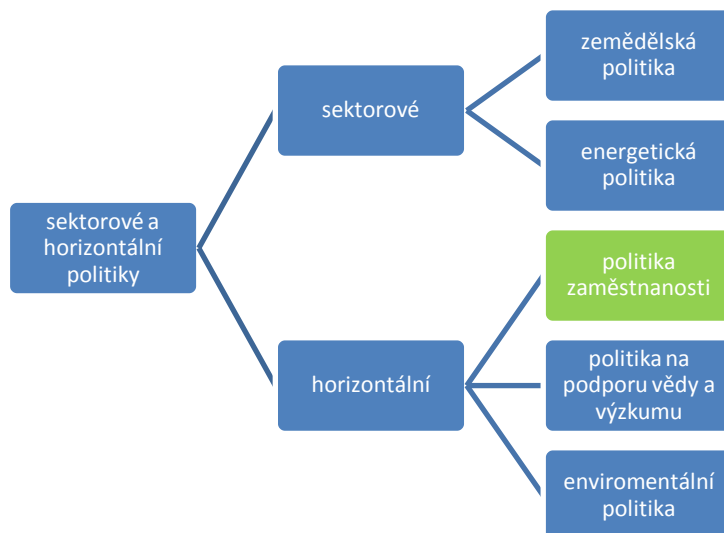 sektorové a
horizontální
politiky
sektorové
zemědělská
politika
energetická
politika
horizontální
politika
zaměstnanosti
politika na
podporu vědy a
výzkumu
enviromentální
politika